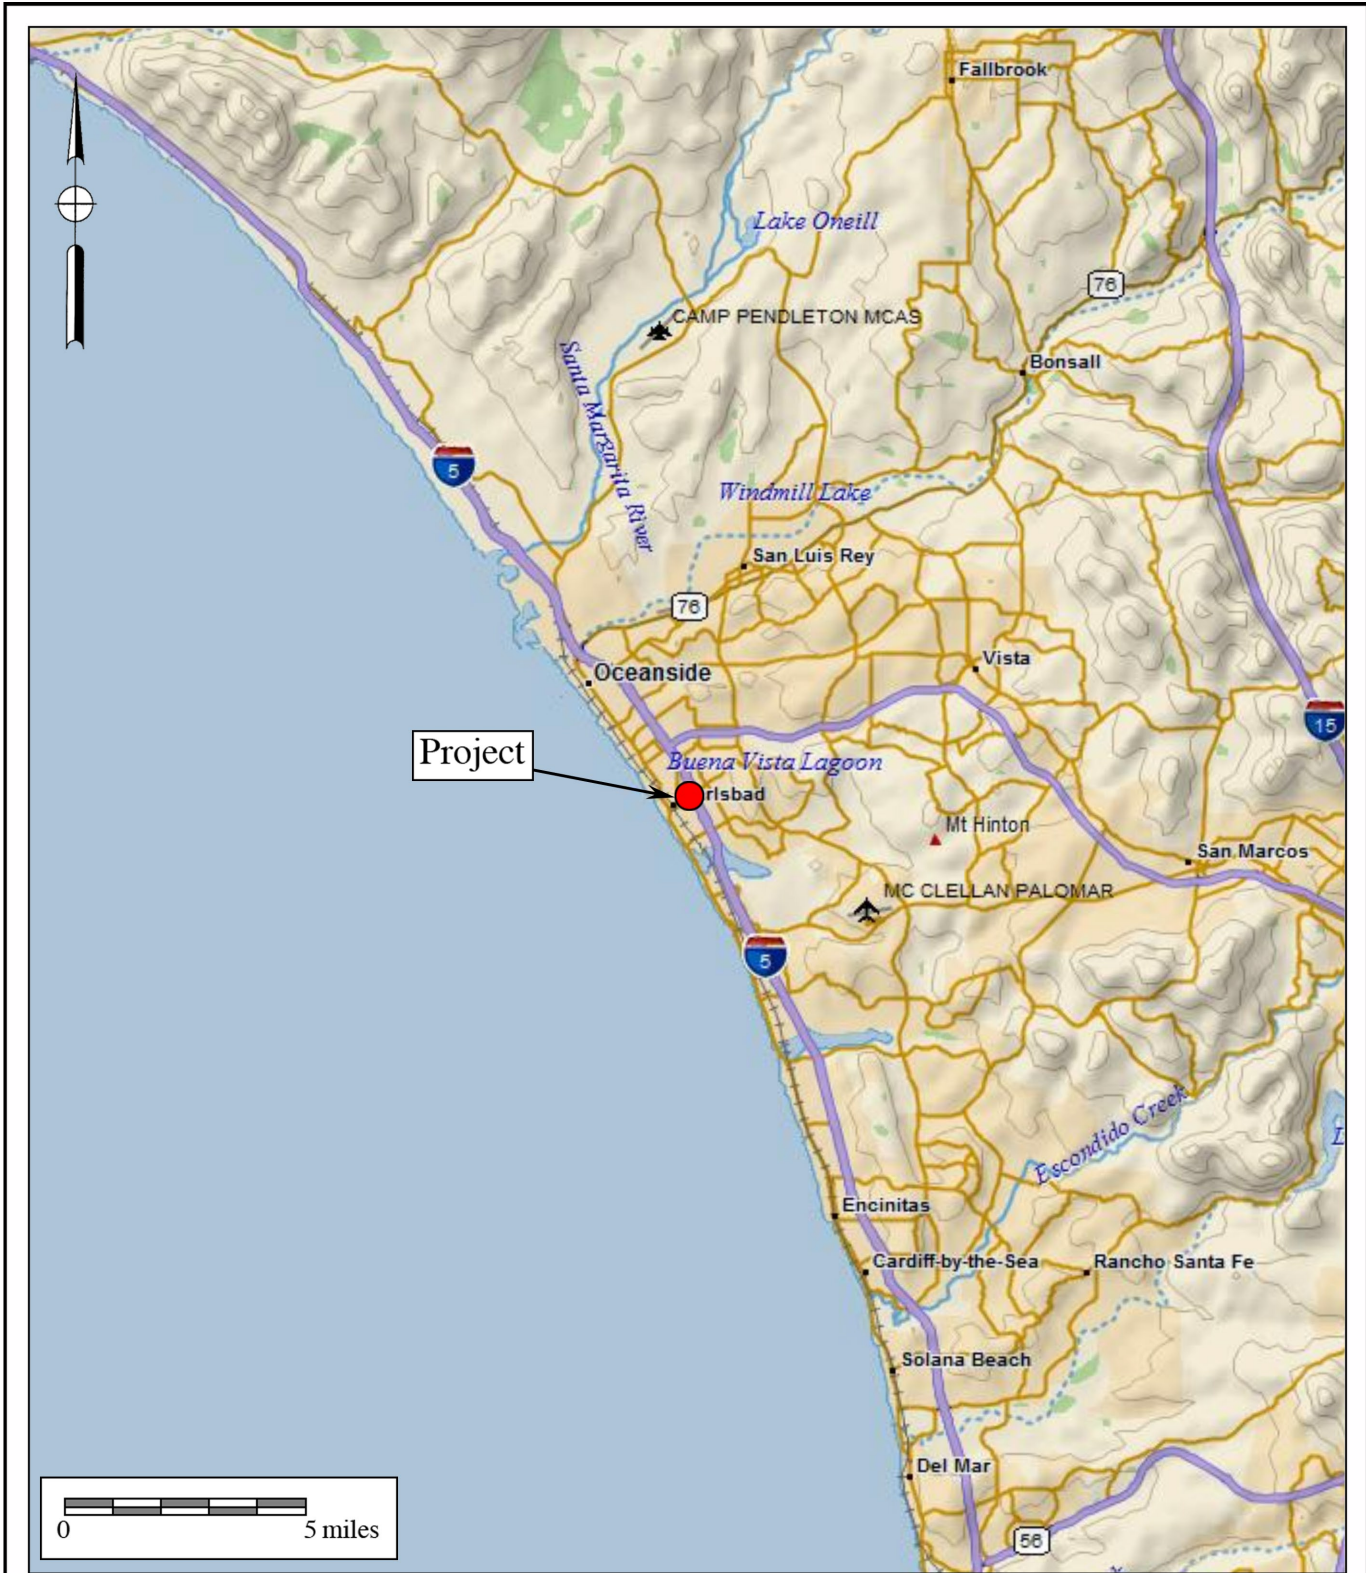 Fallbrook
Lake Oneill
76
CAMP PENDLETON MCAS
Santa Margarita River
Bonsall
5
Windmill Lake
San Luis Rey
76
Vista
Oceanside
15
Project
Buena Vista Lagoon
rlsbad
Mt Hinton
San Marcos
MC CLELLAN PALOMAR
5
Escondido Creek
L
Encinitas
Cardiff-by-the-Sea
Rancho Santa Fe
Solana Beach
Del Mar
0 5 miles
56